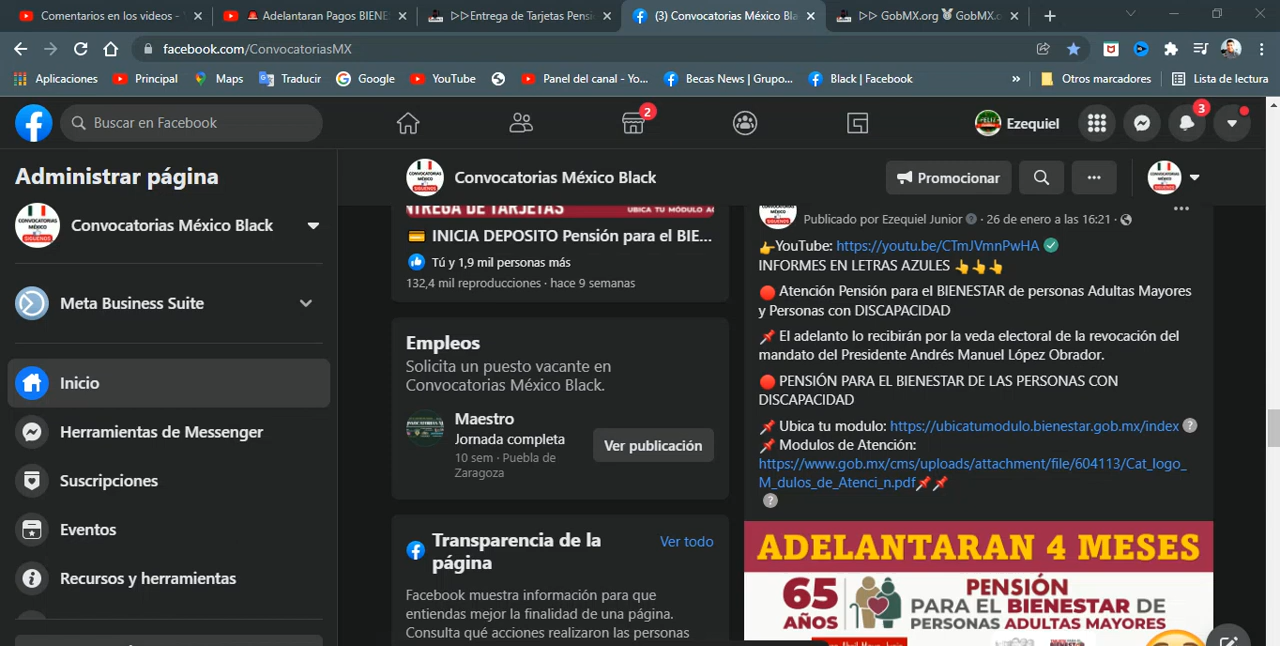 Comentarios en los videos -
Adelantaran Pagos BIENE
▷▷Entrega de Tarjetas Pensi
(3) Convocatorias México Bla
▷▷ GobMX.org 🏅 GobMX.o
facebook.com/ConvocatoriasMX
Aplicaciones
Principal
Maps
Traducir
Google
YouTube
Panel del canal - Yo...
Becas News | Grupo...
Black | Facebook
»
Otros marcadores
Lista de lectura
Buscar en Facebook
2
Ezequiel
3
Administrar página
Convocatorias México Black
Meta Business Suite
Inicio
Herramientas de Messenger
Suscripciones
Eventos
Recursos y herramientas
Convocatorias México Black
Promocionar
NTREGA DE TARJETAS
UBICA TU MÓDULO
💳 INICIA DEPOSITO Pensión para el BIE...
Tú y 1,9 mil personas más
132,4 mil reproducciones · hace 9 semanas
Empleos
Solicita un puesto vacante en
Convocatorias México Black.
Maestro
Jornada completa
10 sem · Puebla de
Zaragoza
Ver publicación
Transparencia de la
página
Ver todo
Facebook muestra información para que
entiendas mejor la finalidad de una página.
Consulta qué acciones realizaron las personas
Publicado por Ezequiel Junior · 26 de enero a las 16:21 ·
👉YouTube: https://youtu.be/CTmJVmnPwHA
INFORMES EN LETRAS AZULES 👆👆👆
🔴 Atención Pensión para el BIENESTAR de personas Adultas Mayores
y Personas con DISCAPACIDAD
📌 El adelanto lo recibirán por la veda electoral de la revocación del
mandato del Presidente Andrés Manuel López Obrador.
🔴 PENSIÓN PARA EL BIENESTAR DE LAS PERSONAS CON
DISCAPACIDAD
📌 Ubica tu modulo: https://ubicatumodulo.bienestar.gob.mx/index
📌 Modulos de Atención:
https://www.gob.mx/cms/uploads/attachment/file/604113/Cat_logo_
M_dulos_de_Atenci_n.pdf📌📌
ADELANTARAN 4 MESES
65
AÑOS
PENSIÓN
PARA EL BIENESTAR DE
PERSONAS ADULTAS MAYORES